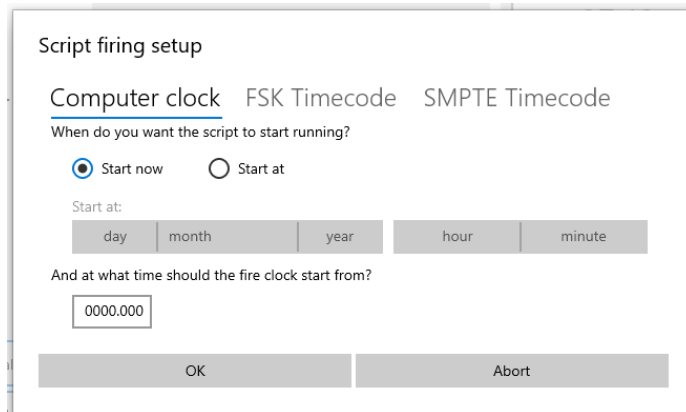 Script firing setup
Computer clock FSK Timecode SMPTE Timecode
When do you want the script to start running?
Start now Start at
Start at:
day month year hour minute
And at what time should the fire clock start from?
0000.000
OK Abort